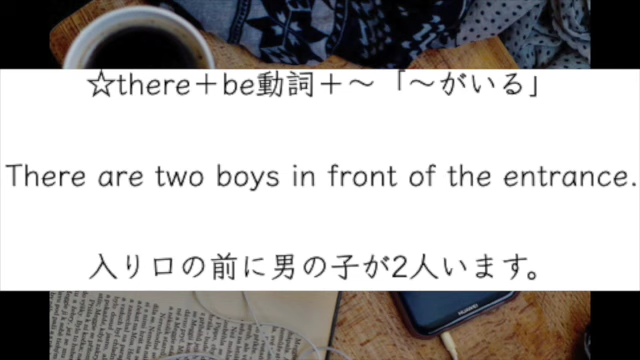 ☆there+be動詞+～「～がいる」
There are two boys in front of the entrance.
入り口の前に男の子が2人います。
HUAWEI